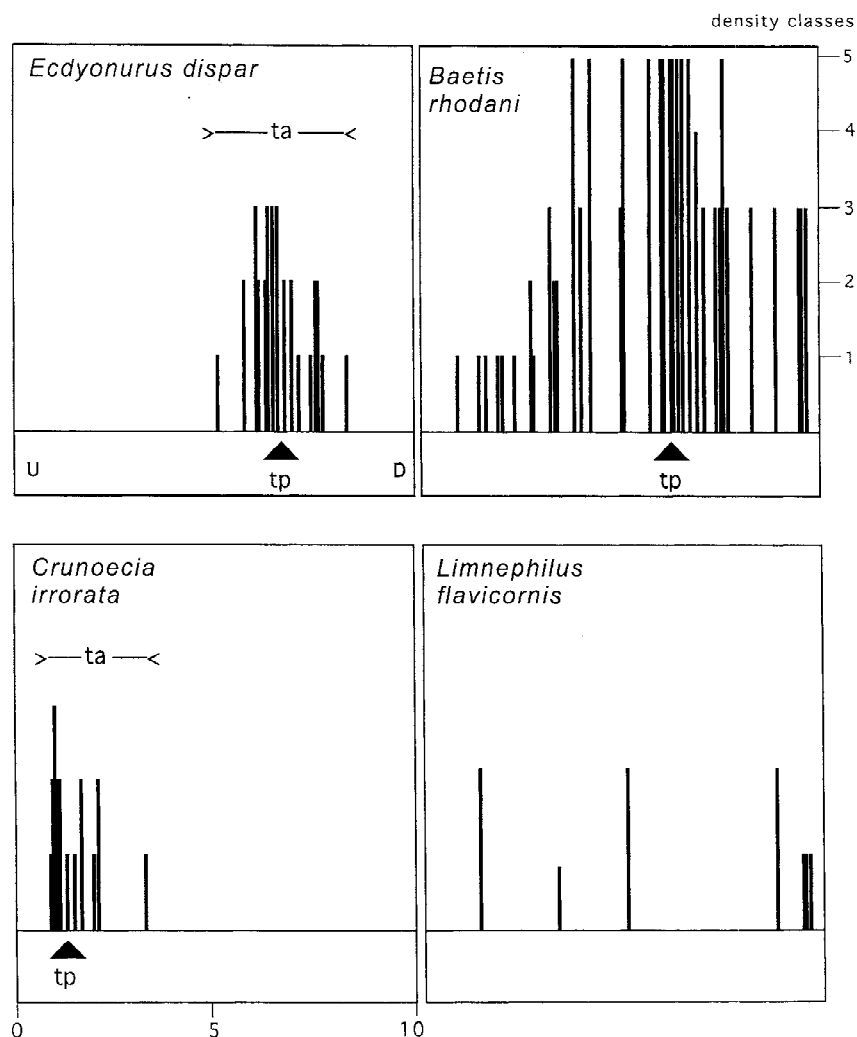 density classes
Ecdyonurus dispar
> ta <
U
D
tp
Baetis
rhodani
5
4
3
2
1
tp
Crunoecia
irrorata
> ta <
tp
0
5
10
Limnephilus
flavicornis